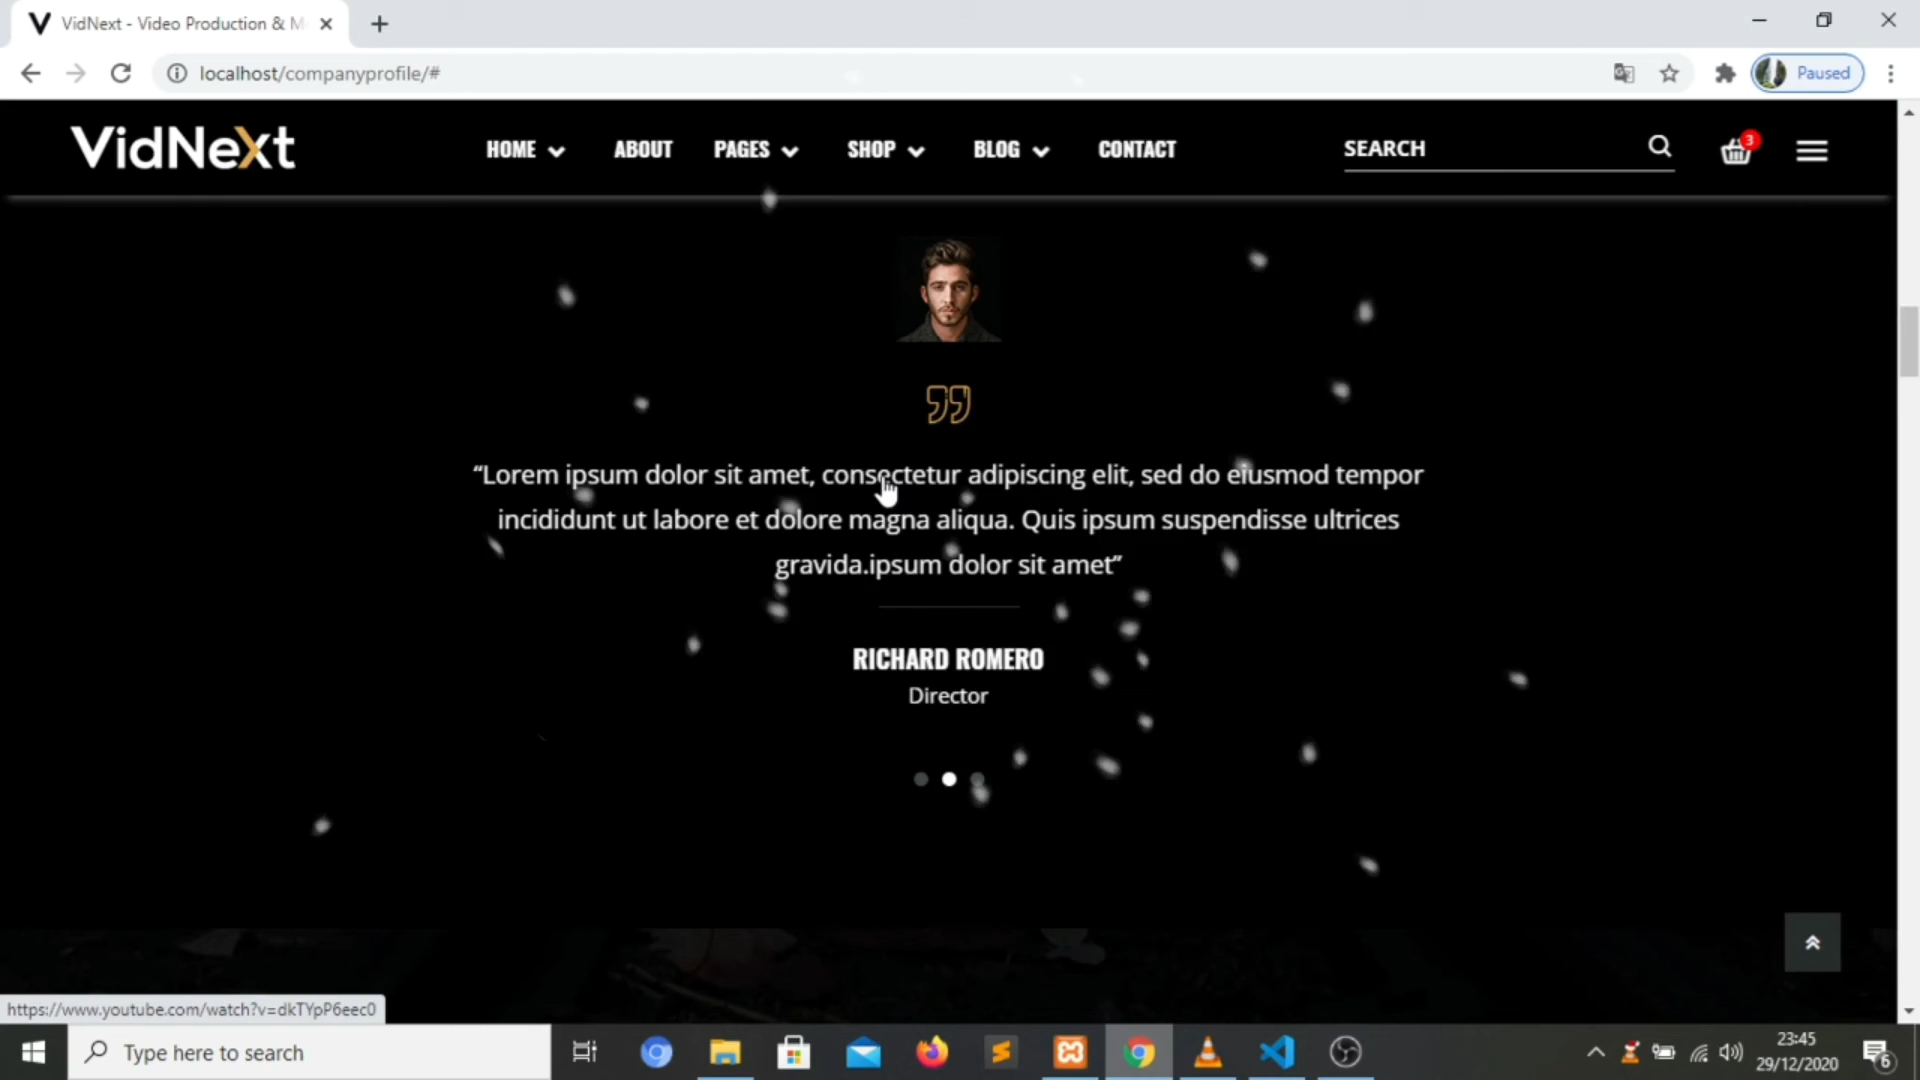 VidNext - Video Production & M
localhost/companyprofile/#
Paused
VidNext
HOME ABOUT PAGES SHOP BLOG CONTACT
SEARCH
3
“Lorem ipsum dolor sit amet, consectetur adipiscing elit, sed do eiusmod tempor
incididunt ut labore et dolore magna aliqua. Quis ipsum suspendisse ultrices
gravida.ipsum dolor sit amet”
RICHARD ROMERO
Director
https://www.youtube.com/watch?v=dkTYpP6eec0
Type here to search
23:45
29/12/2020
6